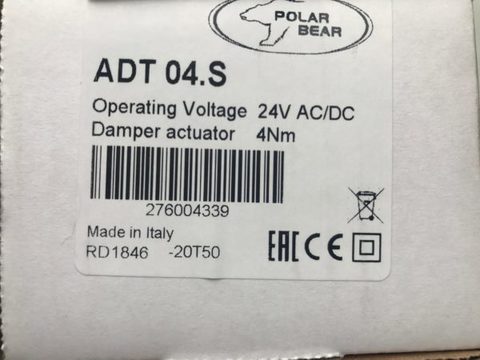 POLAR
BEAR
ADT 04.S
Operating Voltage 24V AC/DC
Damper actuator 4Nm
276004339
Made in Italy
RD1846 -20T50
EAC CE